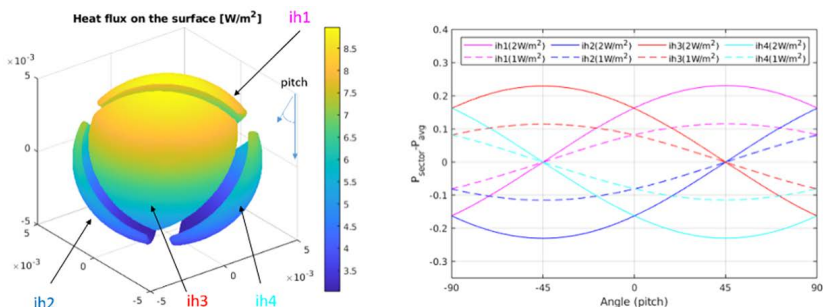 Heat flux on the surface [W/m²]
ih1
×10⁻³
5
0
-5
5
×10⁻³
0
-5
-5
0
5
×10⁻³
pitch
8.5
8
7.5
7
6.5
6
5.5
5
4.5
4
3.5
ih2
ih3
ih4
ih1(2W/m²) ih2(2W/m²) ih3(2W/m²) ih4(2W/m²)
ih1(1W/m²) ih2(1W/m²) ih3(1W/m²) ih4(1W/m²)
0.4
0.3
0.2
0.1
0
-0.1
-0.2
-0.3
P_sector-P_avg
-90 -45 0 45 90
Angle (pitch)